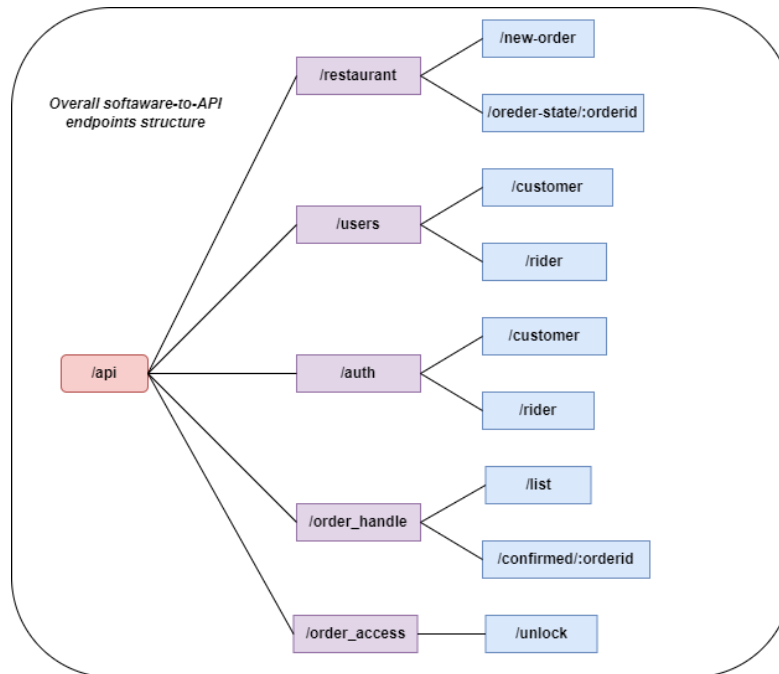 Overall softaware-to-API
endpoints structure
/api
/restaurant
/new-order
/oreder-state/:orderid
/users
/customer
/rider
/auth
/customer
/rider
/order_handle
/list
/confirmed/:orderid
/order_access
/unlock